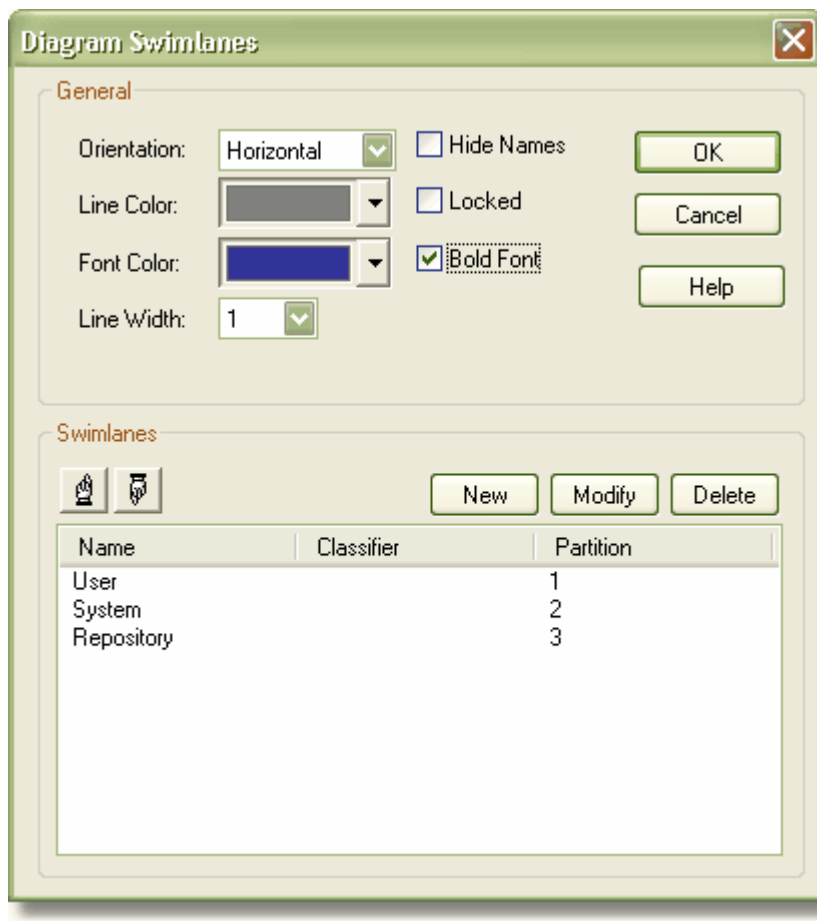 Diagram Swimlanes
General
Orientation: Horizontal Hide Names OK
Line Color: Locked Cancel
Font Color: Bold Font Help
Line Width: 1
Swimlanes
New Modify Delete
Name Classifier Partition
User 1
System 2
Repository 3